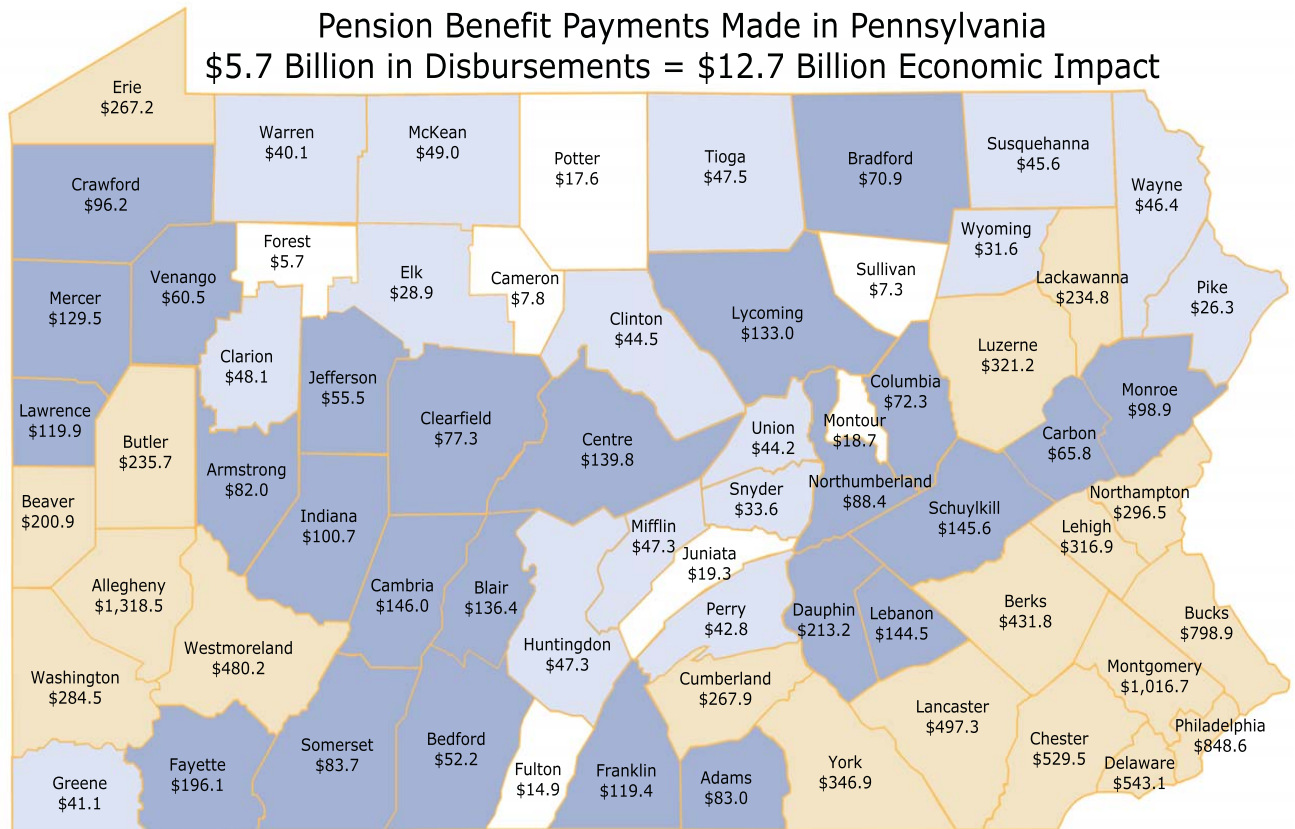 Pension Benefit Payments Made in Pennsylvania
$5.7 Billion in Disbursements = $12.7 Billion Economic Impact
Erie
$267.2
Warren
$40.1
McKean
$49.0
Potter
$17.6
Tioga
$47.5
Bradford
$70.9
Susquehanna
$45.6
Wayne
$46.4
Crawford
$96.2
Forest
$5.7
Wyoming
$31.6
Venango
$60.5
Elk
$28.9
Cameron
$7.8
Sullivan
$7.3
Lackawanna
$234.8
Pike
$26.3
Mercer
$129.5
Clinton
$44.5
Lycoming
$133.0
Luzerne
$321.2
Clarion
$48.1
Jefferson
$55.5
Columbia
$72.3
Monroe
$98.9
Lawrence
$119.9
Clearfield
$77.3
Centre
$139.8
Union
$44.2
Montour
$18.7
Carbon
$65.8
Butler
$235.7
Armstrong
$82.0
Northumberland
$88.4
Snyder
$33.6
Northampton
$296.5
Beaver
$200.9
Indiana
$100.7
Mifflin
$47.3
Schuylkill
$145.6
Lehigh
$316.9
Juniata
$19.3
Allegheny
$1,318.5
Cambria
$146.0
Blair
$136.4
Perry
$42.8
Dauphin
$213.2
Lebanon
$144.5
Berks
$431.8
Bucks
$798.9
Westmoreland
$480.2
Huntingdon
$47.3
Washington
$284.5
Cumberland
$267.9
Montgomery
$1,016.7
Lancaster
$497.3
Philadelphia
$848.6
Greene
$41.1
Fayette
$196.1
Somerset
$83.7
Bedford
$52.2
Fulton
$14.9
Franklin
$119.4
Adams
$83.0
York
$346.9
Chester
$529.5
Delaware
$543.1